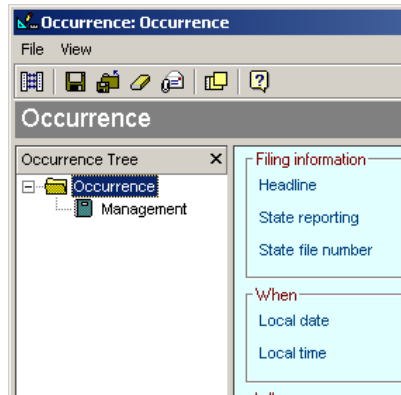 Occurrence: Occurrence
File View
Occurrence
Occurrence Tree
Occurrence
Management
Filing information
Headline
State reporting
State file number
When
Local date
Local time